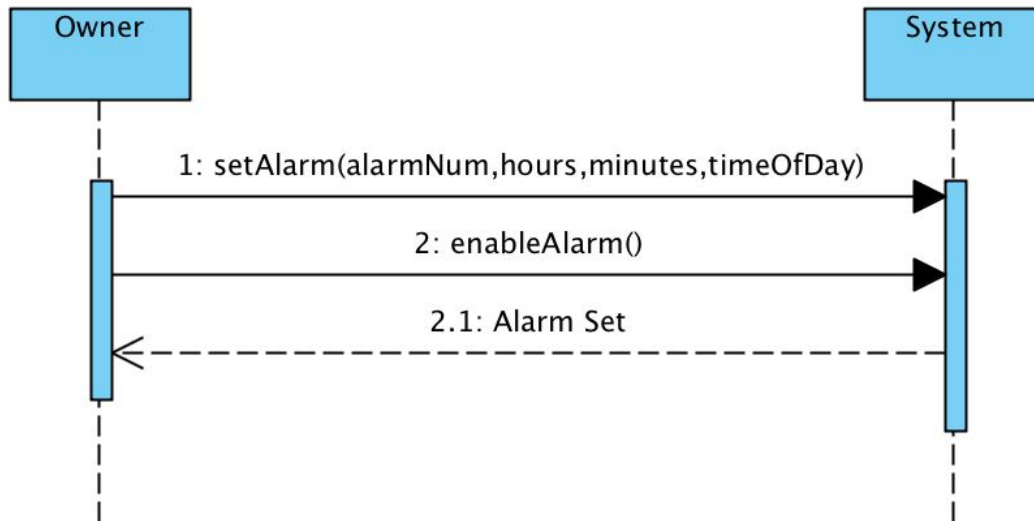 Owner
System
1: setAlarm(alarmNum,hours,minutes,timeOfDay)
2: enableAlarm()
2.1: Alarm Set